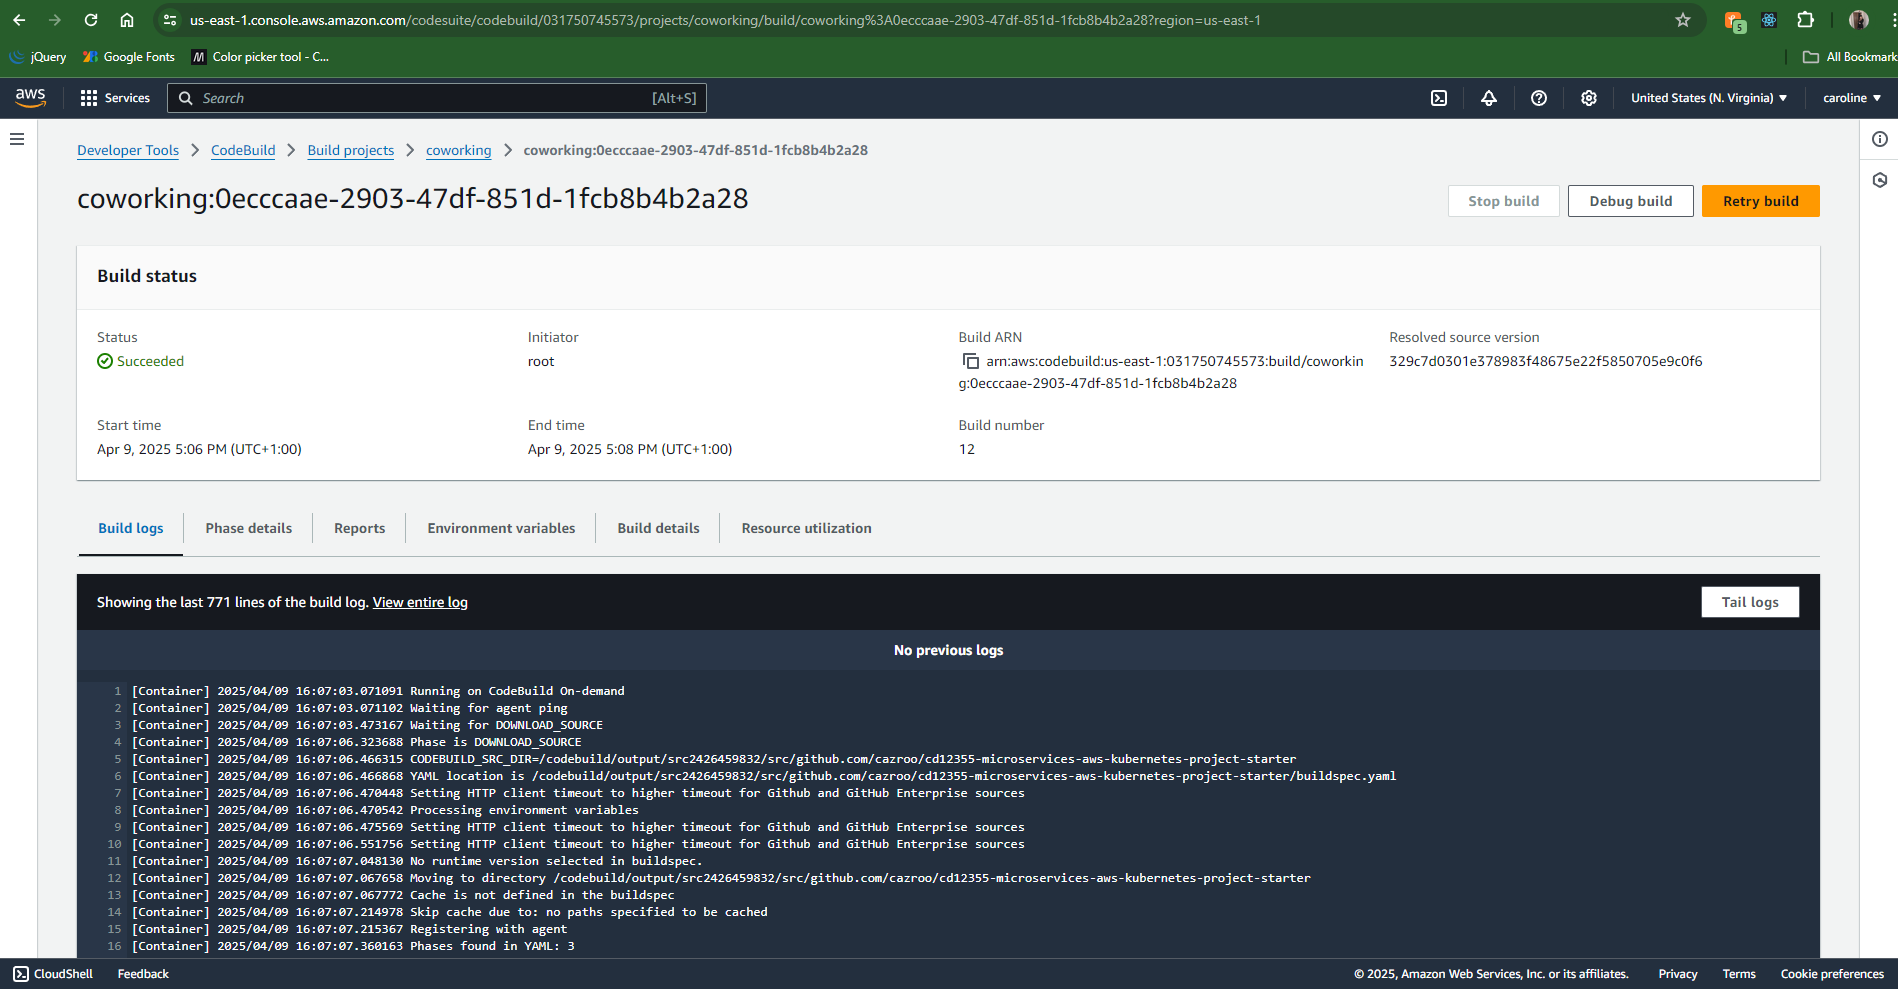 us-east-1.console.aws.amazon.com/codesuite/codebuild/031750745573/projects/coworking/build/coworking%3A0ecccaae-2903-47df-851d-1fcb8b4b2a28?region=us-east-1
5
jQuery Google Fonts Color picker tool - C... All Bookmark
aws Services Search [Alt+S] United States (N. Virginia) caroline
Developer Tools > CodeBuild > Build projects > coworking > coworking:0ecccaae-2903-47df-851d-1fcb8b4b2a28
coworking:0ecccaae-2903-47df-851d-1fcb8b4b2a28
Stop build Debug build Retry build
Build status
Status
Succeeded
Initiator
root
Build ARN
arn:aws:codebuild:us-east-1:031750745573:build/coworkin
g:0ecccaae-2903-47df-851d-1fcb8b4b2a28
Resolved source version
329c7d0301e378983f48675e22f5850705e9c0f6
Start time
Apr 9, 2025 5:06 PM (UTC+1:00)
End time
Apr 9, 2025 5:08 PM (UTC+1:00)
Build number
12
Build logs Phase details Reports Environment variables Build details Resource utilization
Showing the last 771 lines of the build log. View entire log
Tail logs
No previous logs
1 [Container] 2025/04/09 16:07:03.071091 Running on CodeBuild On-demand
2 [Container] 2025/04/09 16:07:03.071102 Waiting for agent ping
3 [Container] 2025/04/09 16:07:03.473167 Waiting for DOWNLOAD_SOURCE
4 [Container] 2025/04/09 16:07:06.323688 Phase is DOWNLOAD_SOURCE
5 [Container] 2025/04/09 16:07:06.466315 CODEBUILD_SRC_DIR=/codebuild/output/src2426459832/src/github.com/cazroo/cd12355-microservices-aws-kubernetes-project-starter
6 [Container] 2025/04/09 16:07:06.466868 YAML location is /codebuild/output/src2426459832/src/github.com/cazroo/cd12355-microservices-aws-kubernetes-project-starter/buildspec.yaml
7 [Container] 2025/04/09 16:07:06.470448 Setting HTTP client timeout to higher timeout for Github and GitHub Enterprise sources
8 [Container] 2025/04/09 16:07:06.470542 Processing environment variables
9 [Container] 2025/04/09 16:07:06.475569 Setting HTTP client timeout to higher timeout for Github and GitHub Enterprise sources
10 [Container] 2025/04/09 16:07:06.551756 Setting HTTP client timeout to higher timeout for Github and GitHub Enterprise sources
11 [Container] 2025/04/09 16:07:07.048130 No runtime version selected in buildspec.
12 [Container] 2025/04/09 16:07:07.067658 Moving to directory /codebuild/output/src2426459832/src/github.com/cazroo/cd12355-microservices-aws-kubernetes-project-starter
13 [Container] 2025/04/09 16:07:07.067772 Cache is not defined in the buildspec
14 [Container] 2025/04/09 16:07:07.214978 Skip cache due to: no paths specified to be cached
15 [Container] 2025/04/09 16:07:07.215367 Registering with agent
16 [Container] 2025/04/09 16:07:07.360163 Phases found in YAML: 3
CloudShell Feedback © 2025, Amazon Web Services, Inc. or its affiliates. Privacy Terms Cookie preferences